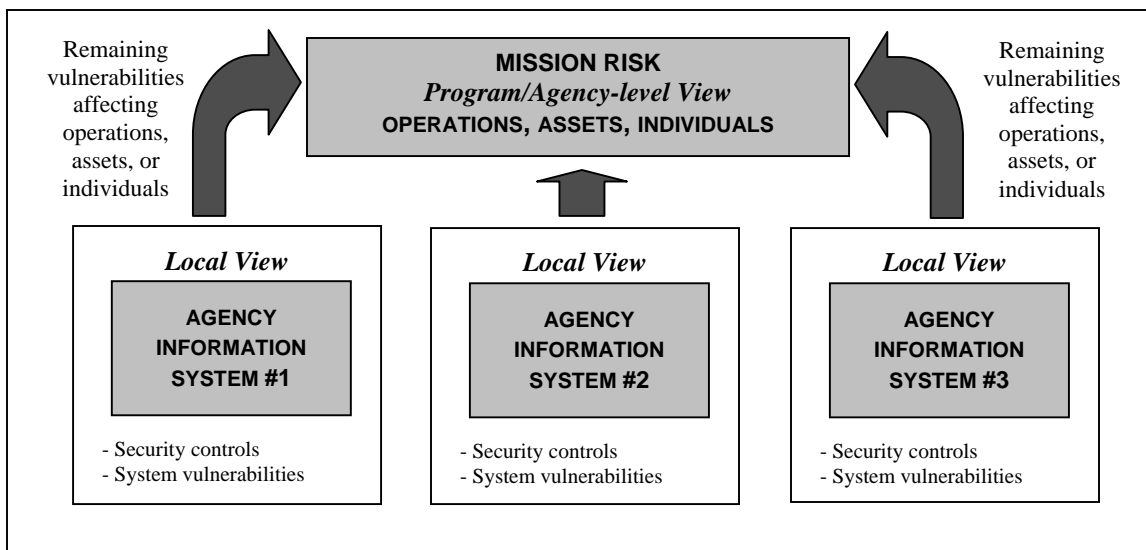 Remaining
vulnerabilities
affecting
operations,
assets, or
individuals
MISSION RISK
Program/Agency-level View
OPERATIONS, ASSETS, INDIVIDUALS
Remaining
vulnerabilities
affecting
operations,
assets, or
individuals
Local View
AGENCY
INFORMATION
SYSTEM #1
- Security controls
- System vulnerabilities
Local View
AGENCY
INFORMATION
SYSTEM #2
- Security controls
- System vulnerabilities
Local View
AGENCY
INFORMATION
SYSTEM #3
- Security controls
- System vulnerabilities